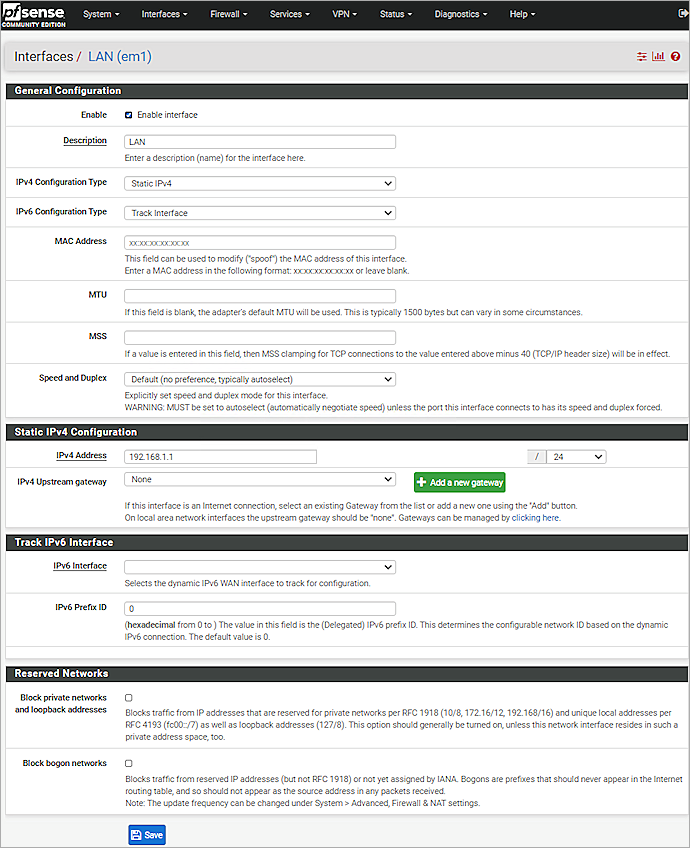 pfsense System Interfaces Firewall Services VPN Status Diagnostics Help
COMMUNITY EDITION
Interfaces / LAN (em1)
General Configuration
Enable Enable interface
Description LAN
Enter a description (name) for the interface here.
IPv4 Configuration Type Static IPv4
IPv6 Configuration Type Track Interface
MAC Address xx:xx:xx:xx:xx:xx
This field can be used to modify ("spoof") the MAC address of this interface.
Enter a MAC address in the following format: xx:xx:xx:xx:xx:xx or leave blank.
MTU
If this field is blank, the adapter's default MTU will be used. This is typically 1500 bytes but can vary in some circumstances.
MSS
If a value is entered in this field, then MSS clamping for TCP connections to the value entered above minus 40 (TCP/IP header size) will be in effect.
Speed and Duplex Default (no preference, typically autoselect)
Explicitly set speed and duplex mode for this interface.
WARNING: MUST be set to autoselect (automatically negotiate speed) unless the port this interface connects to has its speed and duplex forced.
Static IPv4 Configuration
IPv4 Address 192.168.1.1 / 24
IPv4 Upstream gateway None Add a new gateway
If this interface is an Internet connection, select an existing Gateway from the list or add a new one using the "Add" button.
On local area network interfaces the upstream gateway should be "none". Gateways can be managed by clicking here.
Track IPv6 Interface
IPv6 Interface
Selects the dynamic IPv6 WAN interface to track for configuration.
IPv6 Prefix ID 0
(hexadecimal from 0 to ) The value in this field is the (Delegated) IPv6 prefix ID. This determines the configurable network ID based on the dynamic
IPv6 connection. The default value is 0.
Reserved Networks
Block private networks
and loopback addresses
Blocks traffic from IP addresses that are reserved for private networks per RFC 1918 (10/8, 172.16/12, 192.168/16) and unique local addresses per
RFC 4193 (fc00::/7) as well as loopback addresses (127/8). This option should generally be turned on, unless this network interface resides in such a
private address space, too.
Block bogon networks
Blocks traffic from reserved IP addresses (but not RFC 1918) or not yet assigned by IANA. Bogons are prefixes that should never appear in the Internet
routing table, and so should not appear as the source address in any packets received.
Note: The update frequency can be changed under System > Advanced, Firewall & NAT settings.
Save